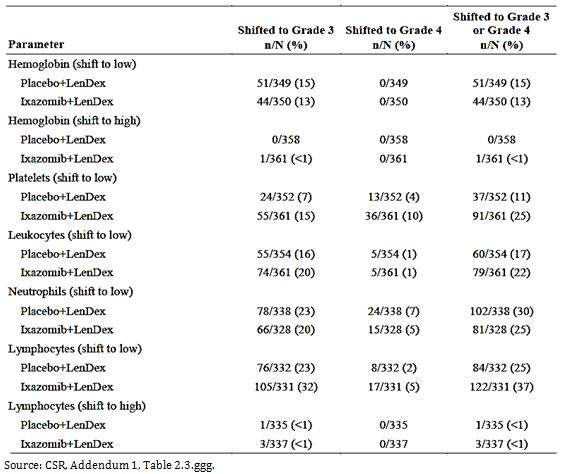 Parameter Shifted to Grade 3 n/N (%) Shifted to Grade 4 n/N (%) Shifted to Grade 3 or Grade 4 n/N (%)
Hemoglobin (shift to low)
Placebo+LenDex 51/349 (15) 0/349 51/349 (15)
Ixazomib+LenDex 44/350 (13) 0/350 44/350 (13)
Hemoglobin (shift to high)
Placebo+LenDex 0/358 0/358 0/358
Ixazomib+LenDex 1/361 (<1) 0/361 1/361 (<1)
Platelets (shift to low)
Placebo+LenDex 24/352 (7) 13/352 (4) 37/352 (11)
Ixazomib+LenDex 55/361 (15) 36/361 (10) 91/361 (25)
Leukocytes (shift to low)
Placebo+LenDex 55/354 (16) 5/354 (1) 60/354 (17)
Ixazomib+LenDex 74/361 (20) 5/361 (1) 79/361 (22)
Neutrophils (shift to low)
Placebo+LenDex 78/338 (23) 24/338 (7) 102/338 (30)
Ixazomib+LenDex 66/328 (20) 15/328 (5) 81/328 (25)
Lymphocytes (shift to low)
Placebo+LenDex 76/332 (23) 8/332 (2) 84/332 (25)
Ixazomib+LenDex 105/331 (32) 17/331 (5) 122/331 (37)
Lymphocytes (shift to high)
Placebo+LenDex 1/335 (<1) 0/335 1/335 (<1)
Ixazomib+LenDex 3/337 (<1) 0/337 3/337 (<1)
Source: CSR, Addendum 1, Table 2.3.ggg.